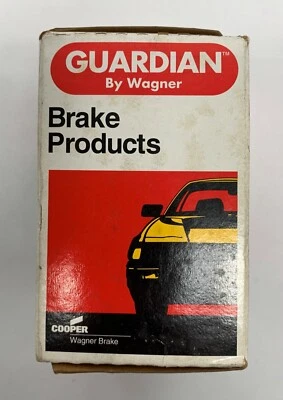 GUARDIAN™
By Wagner
Brake
Products
COOPER
Wagner Brake